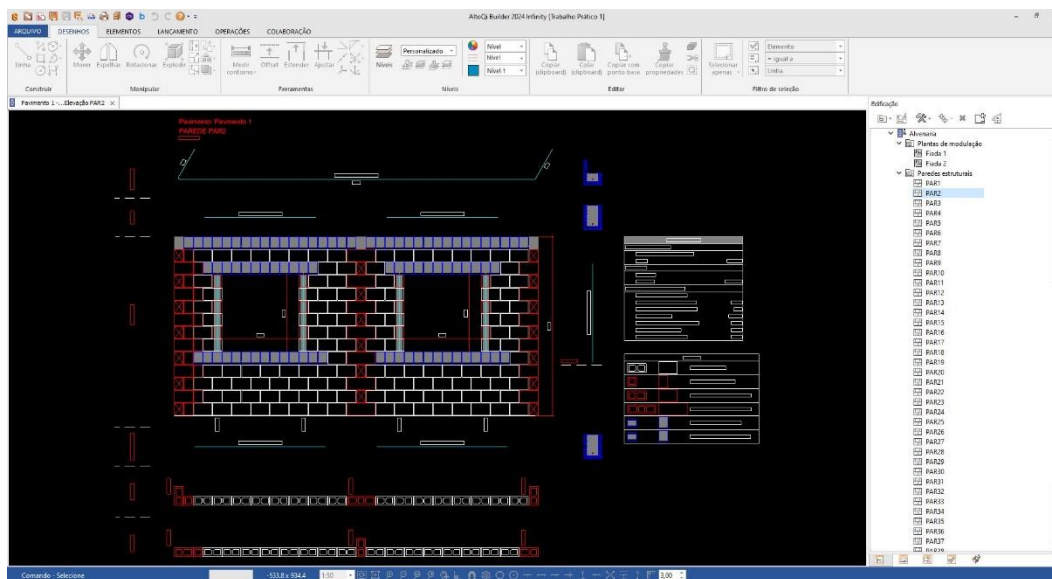 AltoQi Builder 2024 Infinity [Trabalho Prático 1]
ARQUIVO DESENHOS ELEMENTOS LANÇAMENTO OPERAÇÕES COLABORAÇÃO
Linha Mover Espelhar Rotacionar Explodir Medir contorno Offset Estender Ajustar Níveis Personalizado Nível Nível Nível 1 Copiar (clipboard) Colar (clipboard) Copiar com ponto base Copiar propriedades Selecionar apenas Elemento = igual a Linha
Construir Manipular Ferramentas Níveis Editar Filtro de seleção
Pavimento 1 -...Elevação PAR2
Edificação
Pavimento: Pavimento 1
PAREDE PAR2
Alvenaria
Plantas de modulação
Fiada 1
Fiada 2
Paredes estruturais
PAR1
PAR2
PAR3
PAR4
PAR5
PAR6
PAR7
PAR8
PAR9
PAR10
PAR11
PAR12
PAR13
PAR14
PAR15
PAR16
PAR17
PAR18
PAR19
PAR20
PAR21
PAR22
PAR23
PAR24
PAR25
PAR26
PAR27
PAR28
PAR29
PAR30
PAR31
PAR32
PAR33
PAR34
PAR35
PAR36
PAR37
PAR38
Comando - Selecione -533,8 x 934,4 1:50 3,00